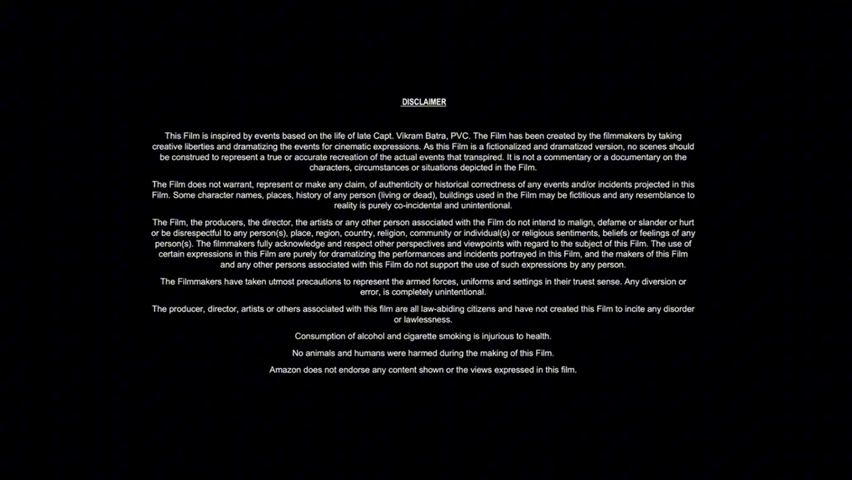 DISCLAIMER
This Film is inspired by events based on the life of late Capt. Vikram Batra, PVC. The Film has been created by the filmmakers by taking
creative liberties and dramatizing the events for cinematic expressions. As this Film is a fictionalized and dramatized version, no scenes should
be construed to represent a true or accurate recreation of the actual events that transpired. It is not a commentary or a documentary on the
characters, circumstances or situations depicted in the Film.
The Film does not warrant, represent or make any claim, of authenticity or historical correctness of any events and/or incidents projected in this
Film. Some character names, places, history of any person (living or dead), buildings used in the Film may be fictitious and any resemblance to
reality is purely co-incidental and unintentional.
The Film, the producers, the director, the artists or any other person associated with the Film do not intend to malign, defame or slander or hurt
or be disrespectful to any person(s), place, region, country, religion, community or individual(s) or religious sentiments, beliefs or feelings of any
person(s). The filmmakers fully acknowledge and respect other perspectives and viewpoints with regard to the subject of this Film. The use of
certain expressions in this Film are purely for dramatizing the performances and incidents portrayed in this Film, and the makers of this Film
and any other persons associated with this Film do not support the use of such expressions by any person.
The Filmmakers have taken utmost precautions to represent the armed forces, uniforms and settings in their truest sense. Any diversion or
error, is completely unintentional.
The producer, director, artists or others associated with this film are all law-abiding citizens and have not created this Film to incite any disorder
or lawlessness.
Consumption of alcohol and cigarette smoking is injurious to health.
No animals and humans were harmed during the making of this Film.
Amazon does not endorse any content shown or the views expressed in this film.